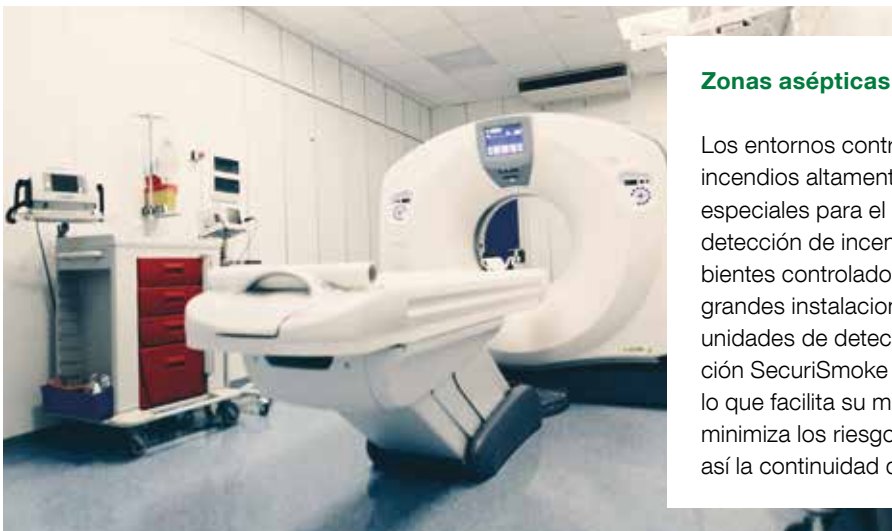 Zonas asépticas
Los entornos contr
incendios altament
especiales para el
detección de incen
bientes controlado
grandes instalacion
unidades de detec
ción SecuriSmoke
lo que facilita su m
minimiza los riesgo
así la continuidad d